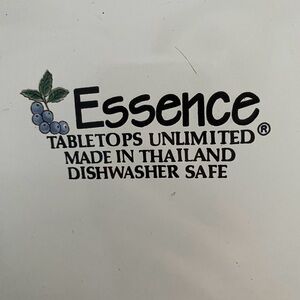 Essence®
TABLETOPS UNLIMITED
MADE IN THAILAND
DISHWASHER SAFE